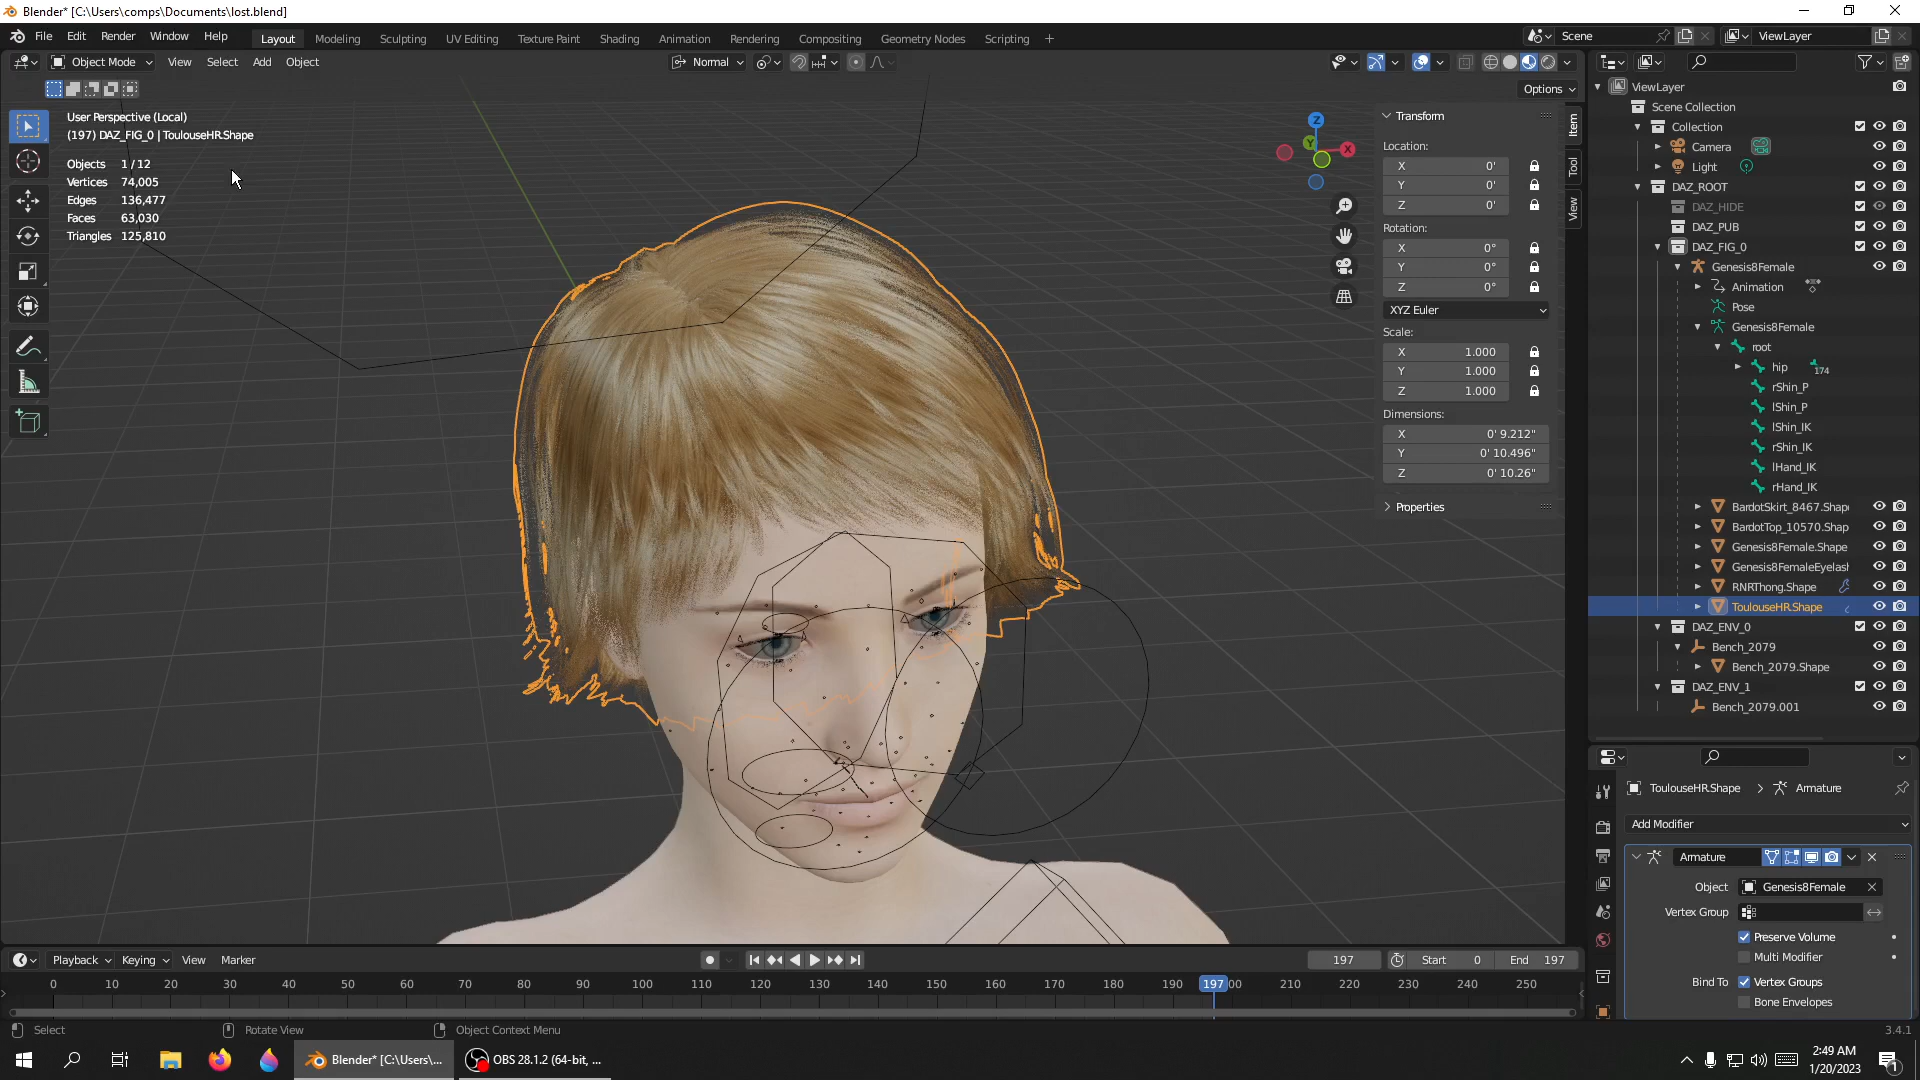 Blender* [C:\Users\comps\Documents\lost.blend]
File Edit Render Window Help Layout Modeling Sculpting UV Editing Texture Paint Shading Animation Rendering Compositing Geometry Nodes Scripting + Scene ViewLayer
Object Mode View Select Add Object Normal
Options
User Perspective (Local)
(197) DAZ_FIG_0 | ToulouseHR.Shape
Objects 1 / 12
Vertices 74,005
Edges 136,477
Faces 63,030
Triangles 125,810
Z
Y
X
Transform
Location:
X 0'
Y 0'
Z 0'
Rotation:
X 0°
Y 0°
Z 0°
XYZ Euler
Scale:
X 1.000
Y 1.000
Z 1.000
Dimensions:
X 0' 9.212"
Y 0' 10.496"
Z 0' 10.26"
Properties
Item
Tool
View
ViewLayer
Scene Collection
Collection
Camera
Light
DAZ_ROOT
DAZ_HIDE
DAZ_PUB
DAZ_FIG_0
Genesis8Female
Animation
Pose
Genesis8Female
root
hip 174
rShin_P
lShin_P
lShin_IK
rShin_IK
lHand_IK
rHand_IK
BardotSkirt_8467.Shap
BardotTop_10570.Shap
Genesis8Female.Shape
Genesis8FemaleEyelas
RNRThong.Shape
ToulouseHR.Shape
DAZ_ENV_0
Bench_2079
Bench_2079.Shape
DAZ_ENV_1
Bench_2079.001
ToulouseHR.Shape > Armature
Add Modifier
Armature
Object Genesis8Female
Vertex Group
Preserve Volume
Multi Modifier
Bind To Vertex Groups
Bone Envelopes
Playback Keying View Marker 197 Start 0 End 197
0 10 20 30 40 50 60 70 80 90 100 110 120 130 140 150 160 170 180 190 197 00 210 220 230 240 250
Select Rotate View Object Context Menu 3.4.1
Blender* [C:\Users\... OBS 28.1.2 (64-bit, ...
2:49 AM
1/20/2023
1